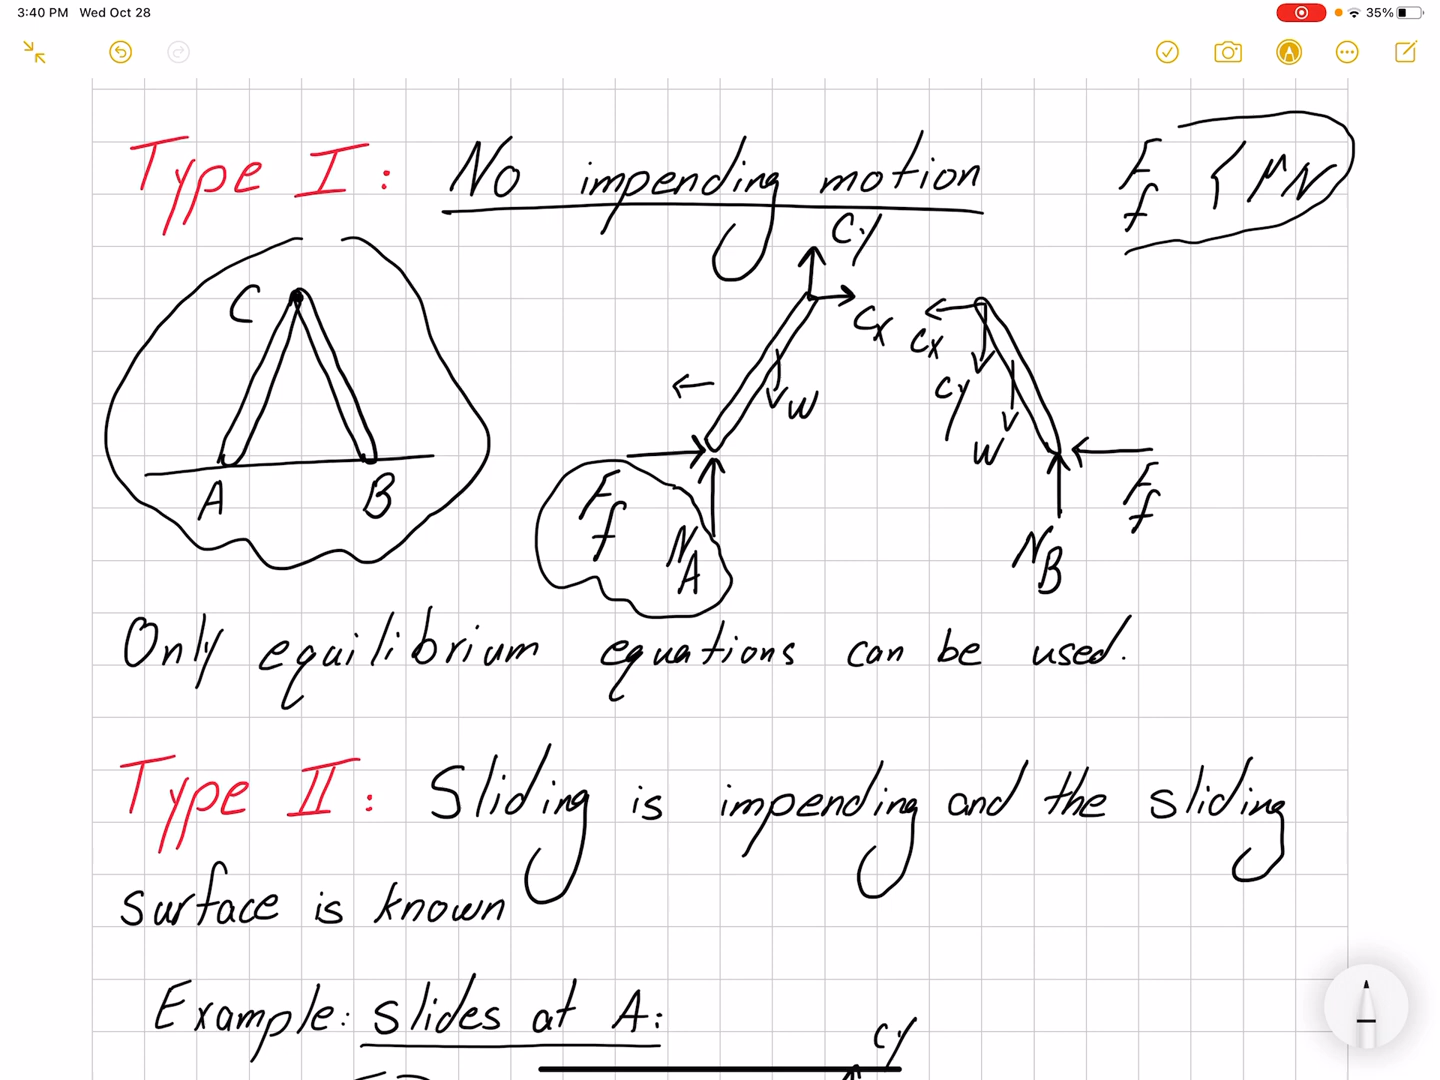 3:40 PM Wed Oct 28
35%
Type I: No impending motion
Ff < μN
Cy
C
Cx
Cx
Cy
W
W
A
B
Ff
NA
NB
Ff
Only equilibrium equations can be used.
Type II: Sliding is impending and the sliding
surface is known
Example: slides at A:
Cy